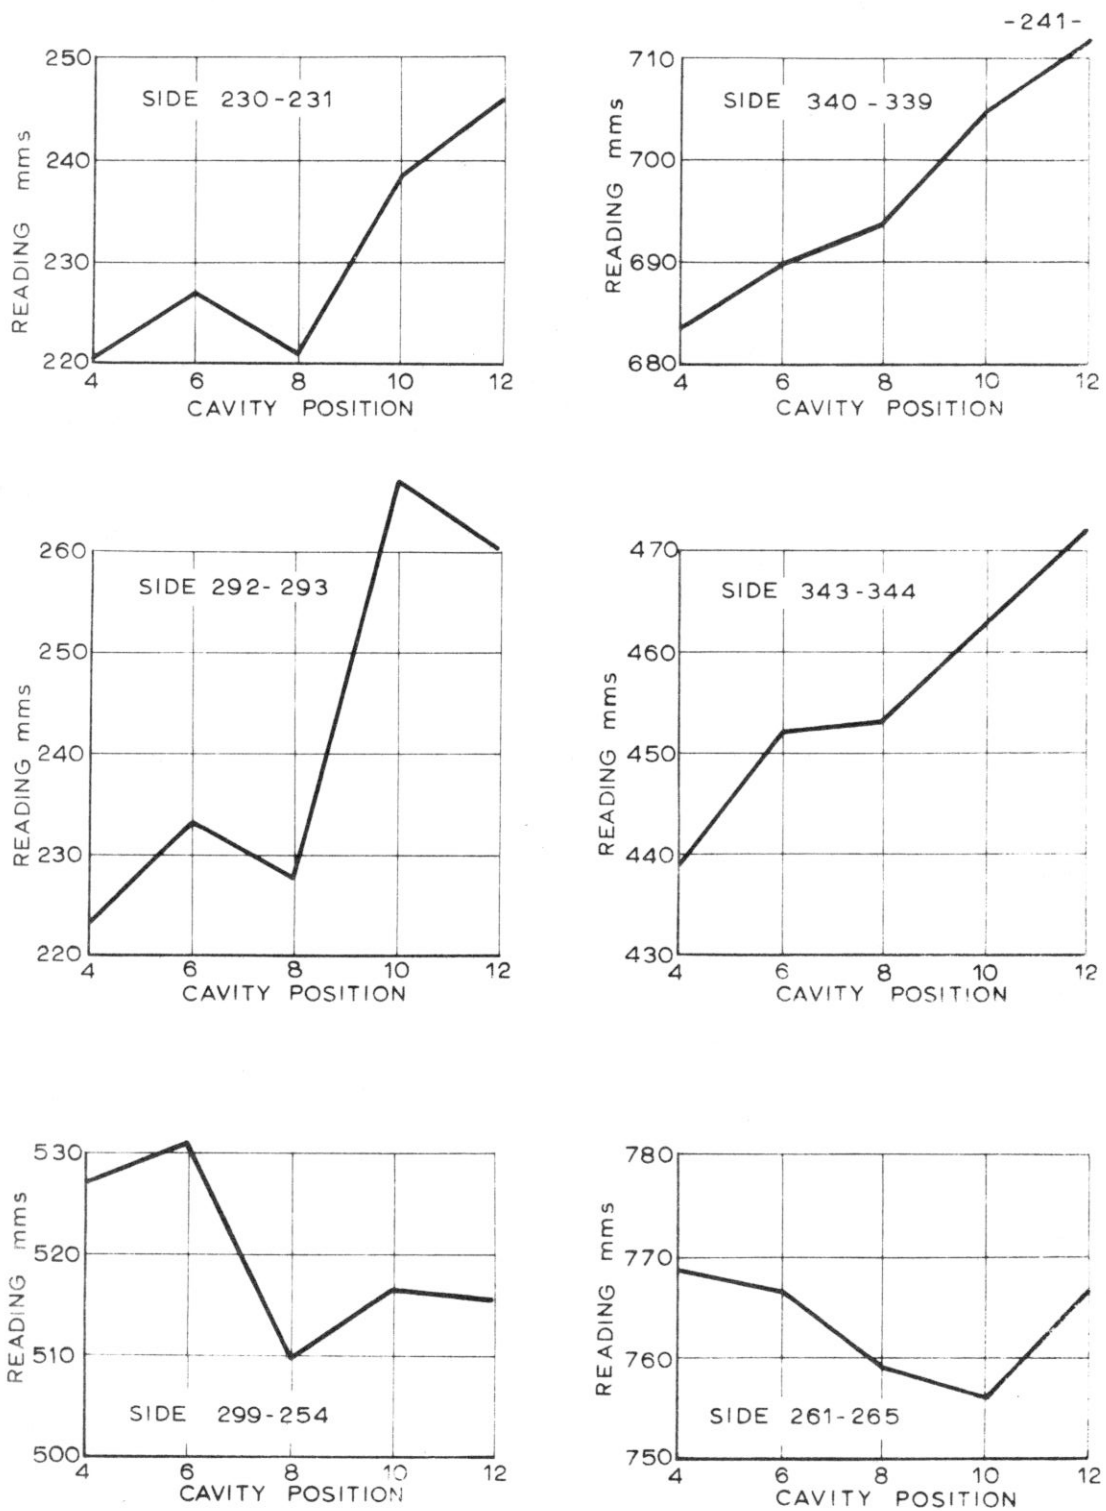 -241-
250
SIDE 230-231
240
230
220
READING mms
4 6 8 10 12
CAVITY POSITION
710
SIDE 340-339
700
690
680
READING mms
4 6 8 10 12
CAVITY POSITION
260
SIDE 292-293
250
240
230
220
READING mms
4 6 8 10 12
CAVITY POSITION
470
SIDE 343-344
460
450
440
430
READING mms
4 6 8 10 12
CAVITY POSITION
530
520
510
SIDE 299-254
500
READING mms
4 6 8 10 12
CAVITY POSITION
780
770
760
SIDE 261-265
750
READING mms
4 6 8 10 12
CAVITY POSITION